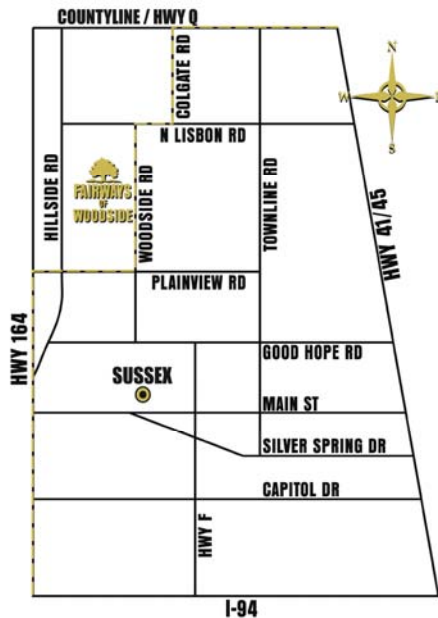 COUNTYLINE / HWY Q
COLGATE RD
N
W
E
S
N LISBON RD
HILLSIDE RD
FAIRWAYS
OF
WOODSIDE
WOODSIDE RD
TOWNLINE RD
HWY 41/45
PLAINVIEW RD
HWY 164
GOOD HOPE RD
SUSSEX
MAIN ST
SILVER SPRING DR
CAPITOL DR
HWY F
I-94